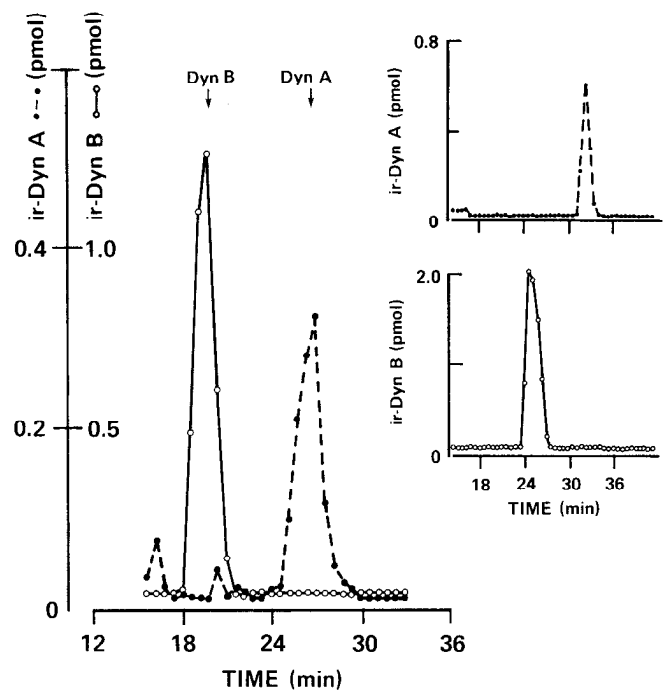 ir-Dyn A •--• (pmol)
ir-Dyn B ○—○ (pmol)
Dyn B
Dyn A
0.4
1.0
0.2
0.5
0
12
18
24
30
36
TIME (min)
ir-Dyn A (pmol)
0.8
0
ir-Dyn B (pmol)
2.0
0
18
24
30
36
TIME (min)